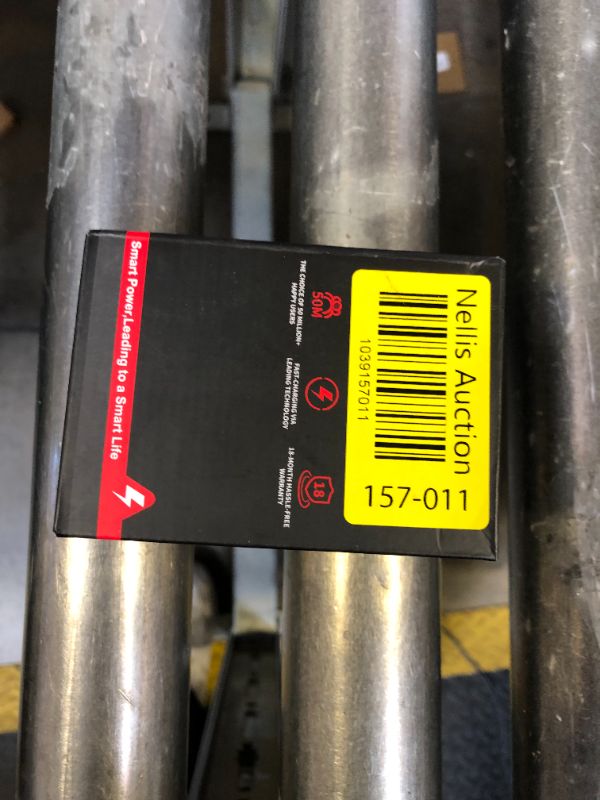 Nellis Auction
1039157011
157-011
50M
THE CHOICE OF 50 MILLION+
HAPPY USERS
FAST-CHARGING VIA
LEADING TECHNOLOGY
18
18-MONTH HASSLE-FREE
WARRANTY
Smart Power,Leading to a Smart Life